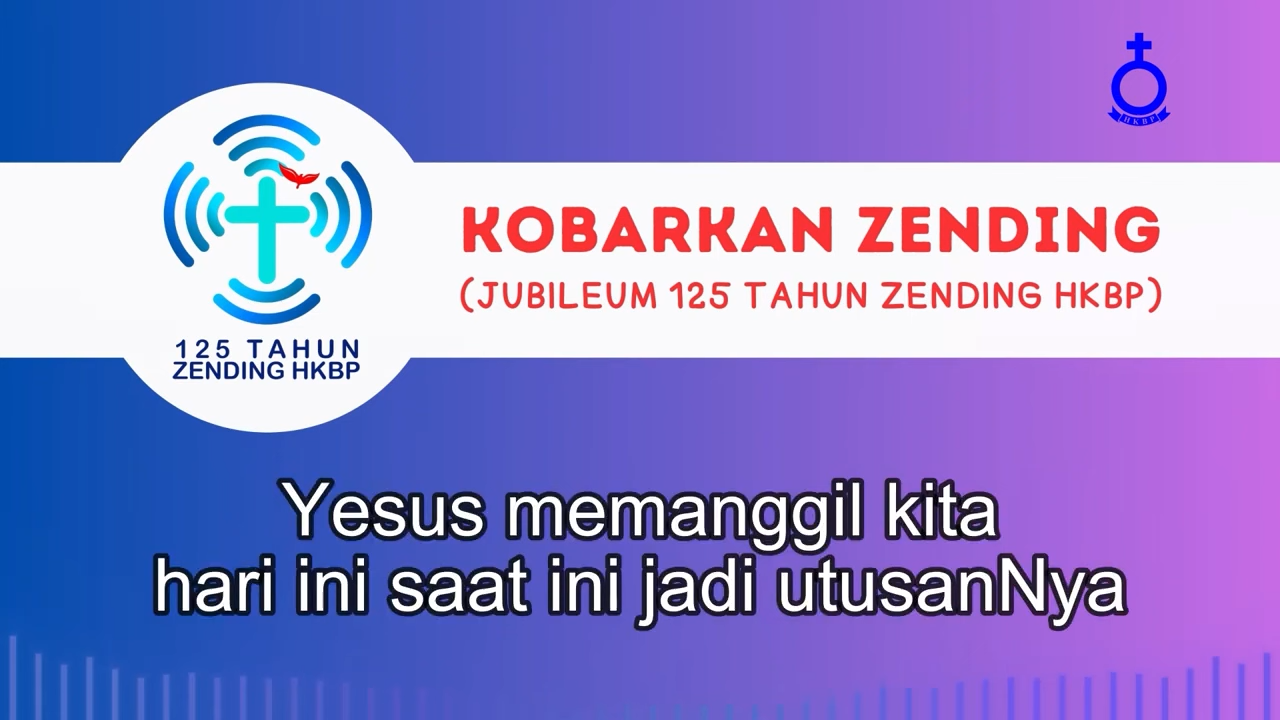 HKBP
KOBARKAN ZENDING
(JUBILEUM 125 TAHUN ZENDING HKBP)
125 TAHUN
ZENDING HKBP
Yesus memanggil kita
hari ini saat ini jadi utusanNya